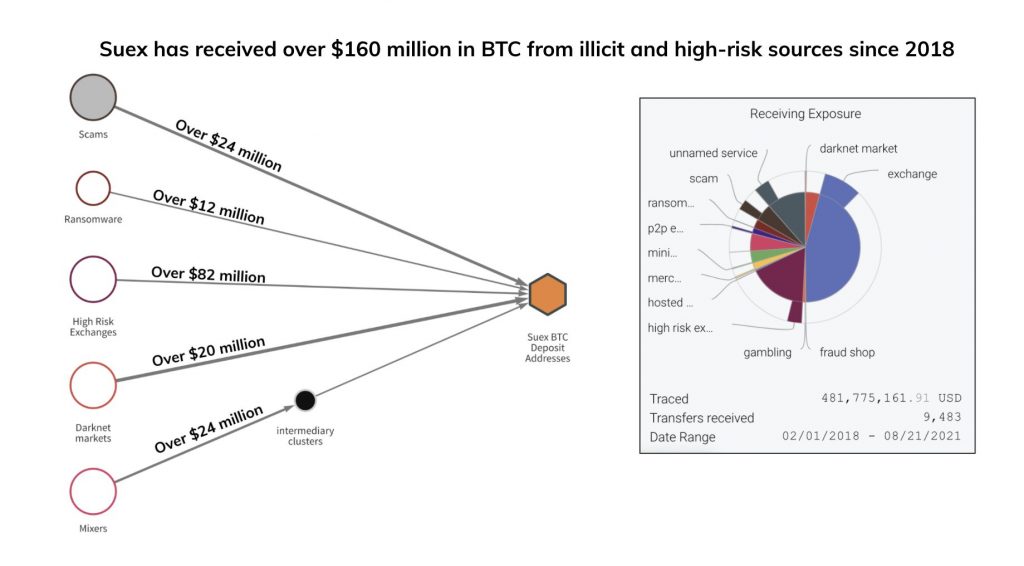 Suex has received over $160 million in BTC from illicit and high-risk sources since 2018
Scams
Over $24 million
Ransomware
Over $12 million
High Risk
Exchanges
Over $82 million
Darknet
markets
Over $20 million
Mixers
Over $24 million
intermediary
clusters
Suex BTC
Deposit
Addresses
Receiving Exposure
unnamed service
darknet market
scam
exchange
ransom...
p2p e...
mini...
merc...
hosted ...
high risk ex...
gambling
fraud shop
Traced 481,775,161.91 USD
Transfers received 9,483
Date Range 02/01/2018 - 08/21/2021